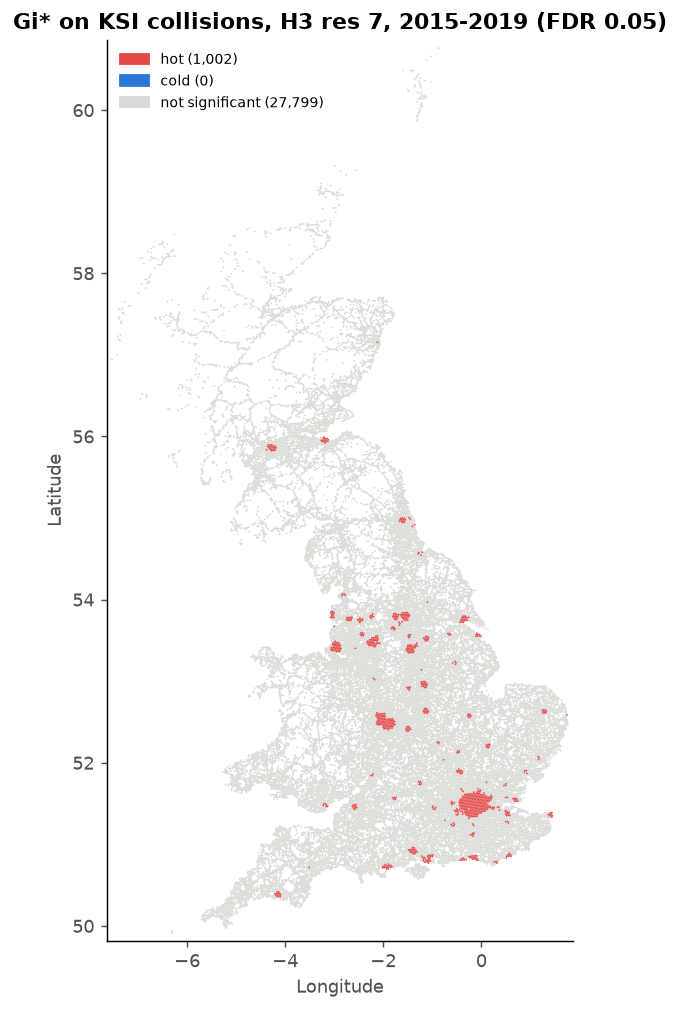 Gi* on KSI collisions, H3 res 7, 2015-2019 (FDR 0.05)
hot (1,002)
cold (0)
not significant (27,799)
60
58
56
54
52
50
Latitude
−6
−4
−2
0
Longitude